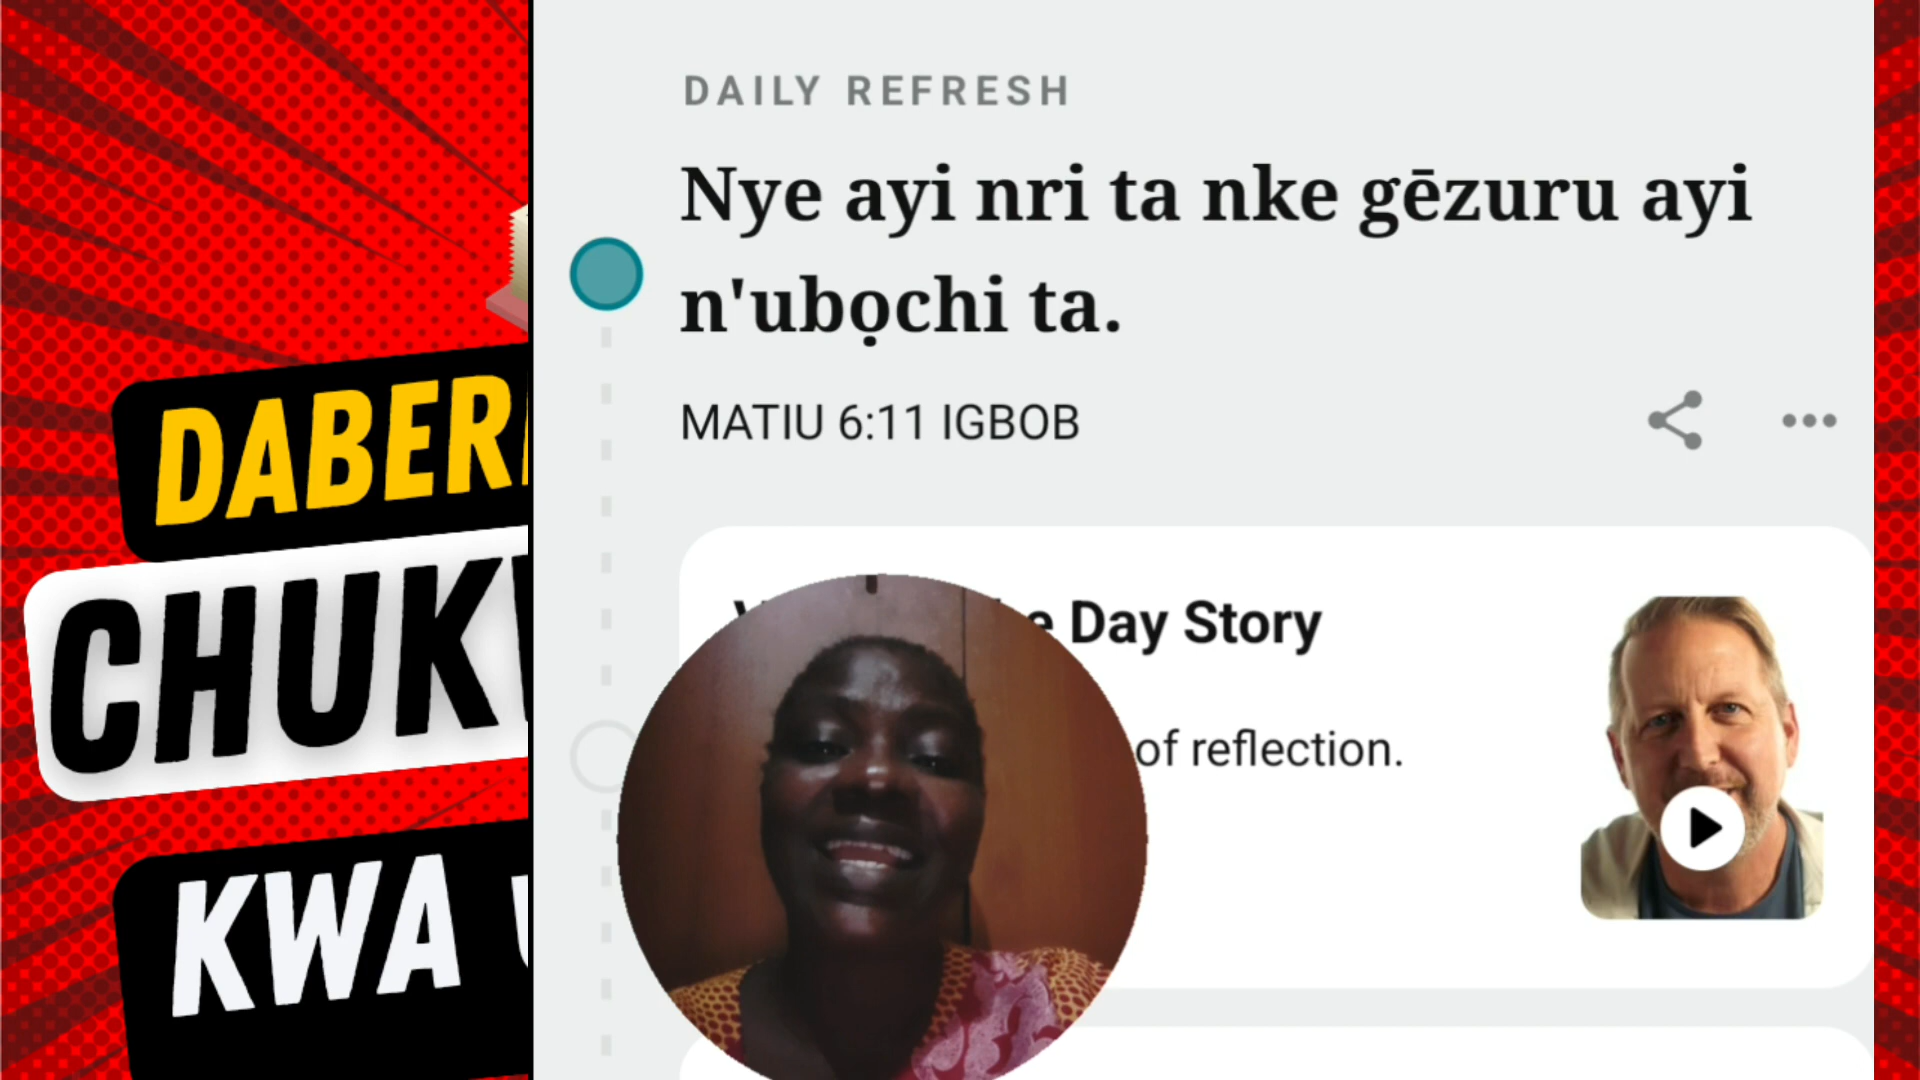 DAILY REFRESH
Nye ayi nri ta nke gēzuru ayi
n'ubọchi ta.
MATIU 6:11 IGBOB
Day Story
of reflection.
DABER
CHUK
KWA